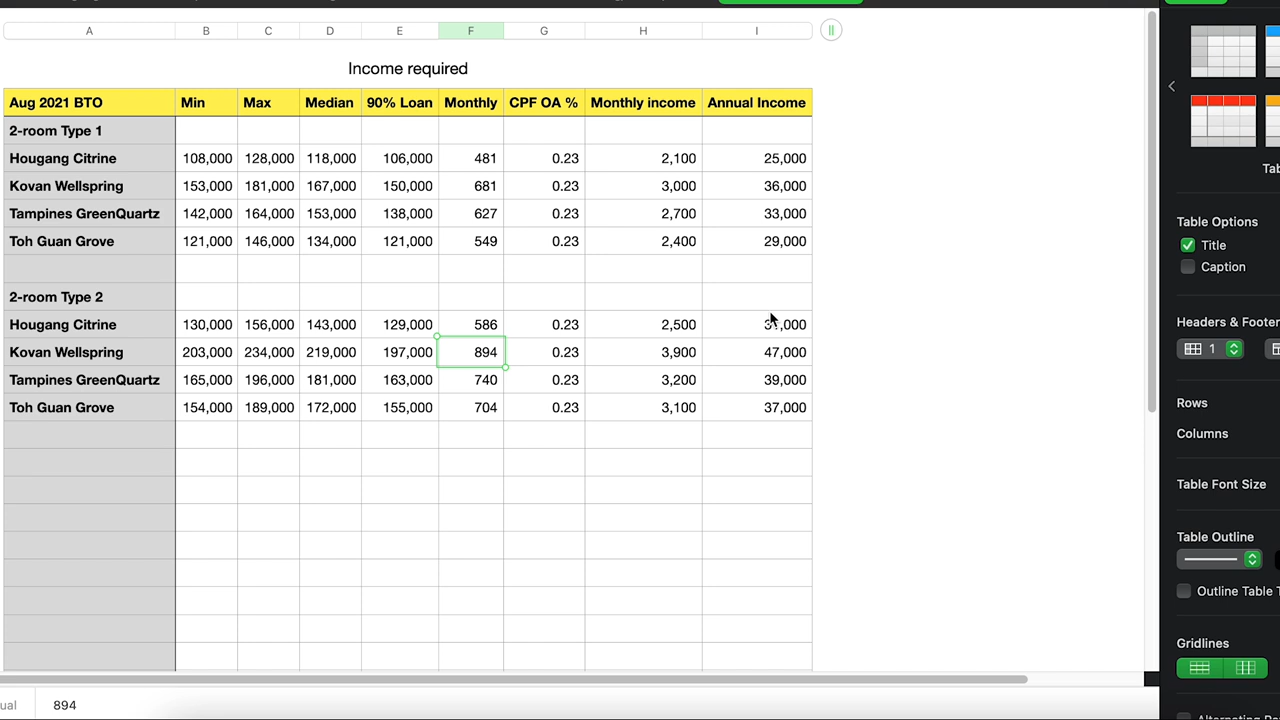 A B C D E F G H I
Income required
Aug 2021 BTO Min Max Median 90% Loan Monthly CPF OA % Monthly income Annual Income
2-room Type 1
Hougang Citrine 108,000 128,000 118,000 106,000 481 0.23 2,100 25,000
Kovan Wellspring 153,000 181,000 167,000 150,000 681 0.23 3,000 36,000
Tampines GreenQuartz 142,000 164,000 153,000 138,000 627 0.23 2,700 33,000
Toh Guan Grove 121,000 146,000 134,000 121,000 549 0.23 2,400 29,000
2-room Type 2
Hougang Citrine 130,000 156,000 143,000 129,000 586 0.23 2,500
Kovan Wellspring 203,000 234,000 219,000 197,000 894 0.23 3,900 47,000
Tampines GreenQuartz 165,000 196,000 181,000 163,000 740 0.23 3,200 39,000
Toh Guan Grove 154,000 189,000 172,000 155,000 704 0.23 3,100 37,000
ual 894
Tab
Table Options
Title
Caption
Headers & Footer
1
Rows
Columns
Table Font Size
Table Outline
Outline Table T
Gridlines